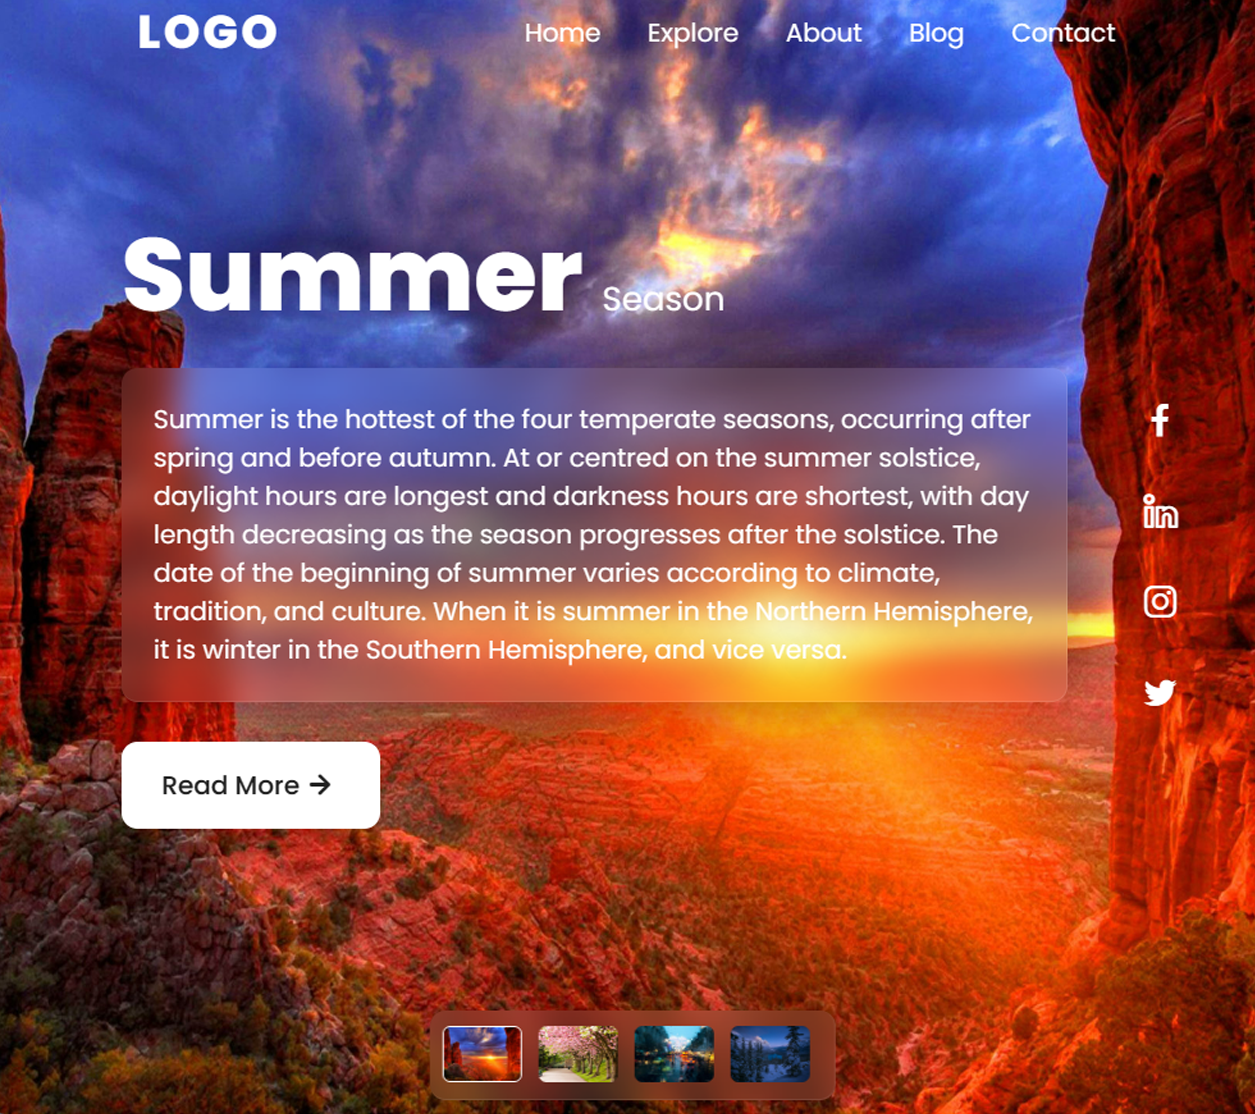 LOGO
Home Explore About Blog Contact
Summer Season
Summer is the hottest of the four temperate seasons, occurring after
spring and before autumn. At or centred on the summer solstice,
daylight hours are longest and darkness hours are shortest, with day
length decreasing as the season progresses after the solstice. The
date of the beginning of summer varies according to climate,
tradition, and culture. When it is summer in the Northern Hemisphere,
it is winter in the Southern Hemisphere, and vice versa.
Read More →